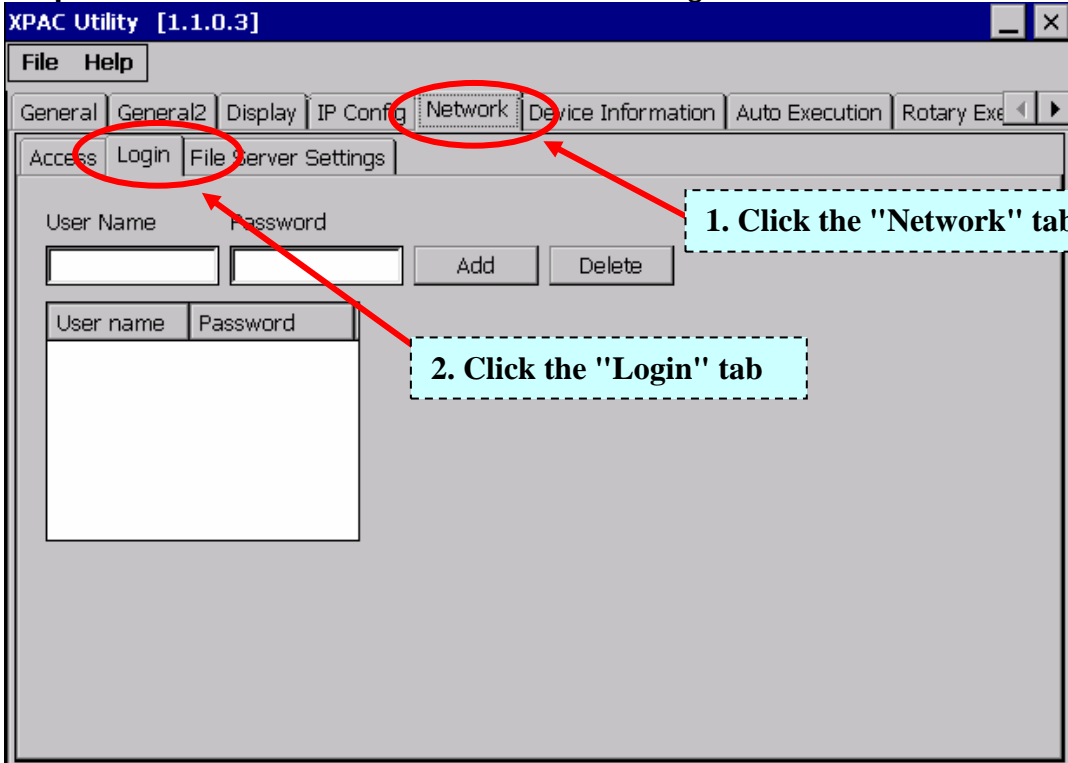 XPAC Utility [1.1.0.3]
File Help
General General2 Display IP Config Network Device Information Auto Execution Rotary Exe
Access Login File Server Settings
1. Click the "Network" tab
User Name Password
Add Delete
User name Password
2. Click the "Login" tab